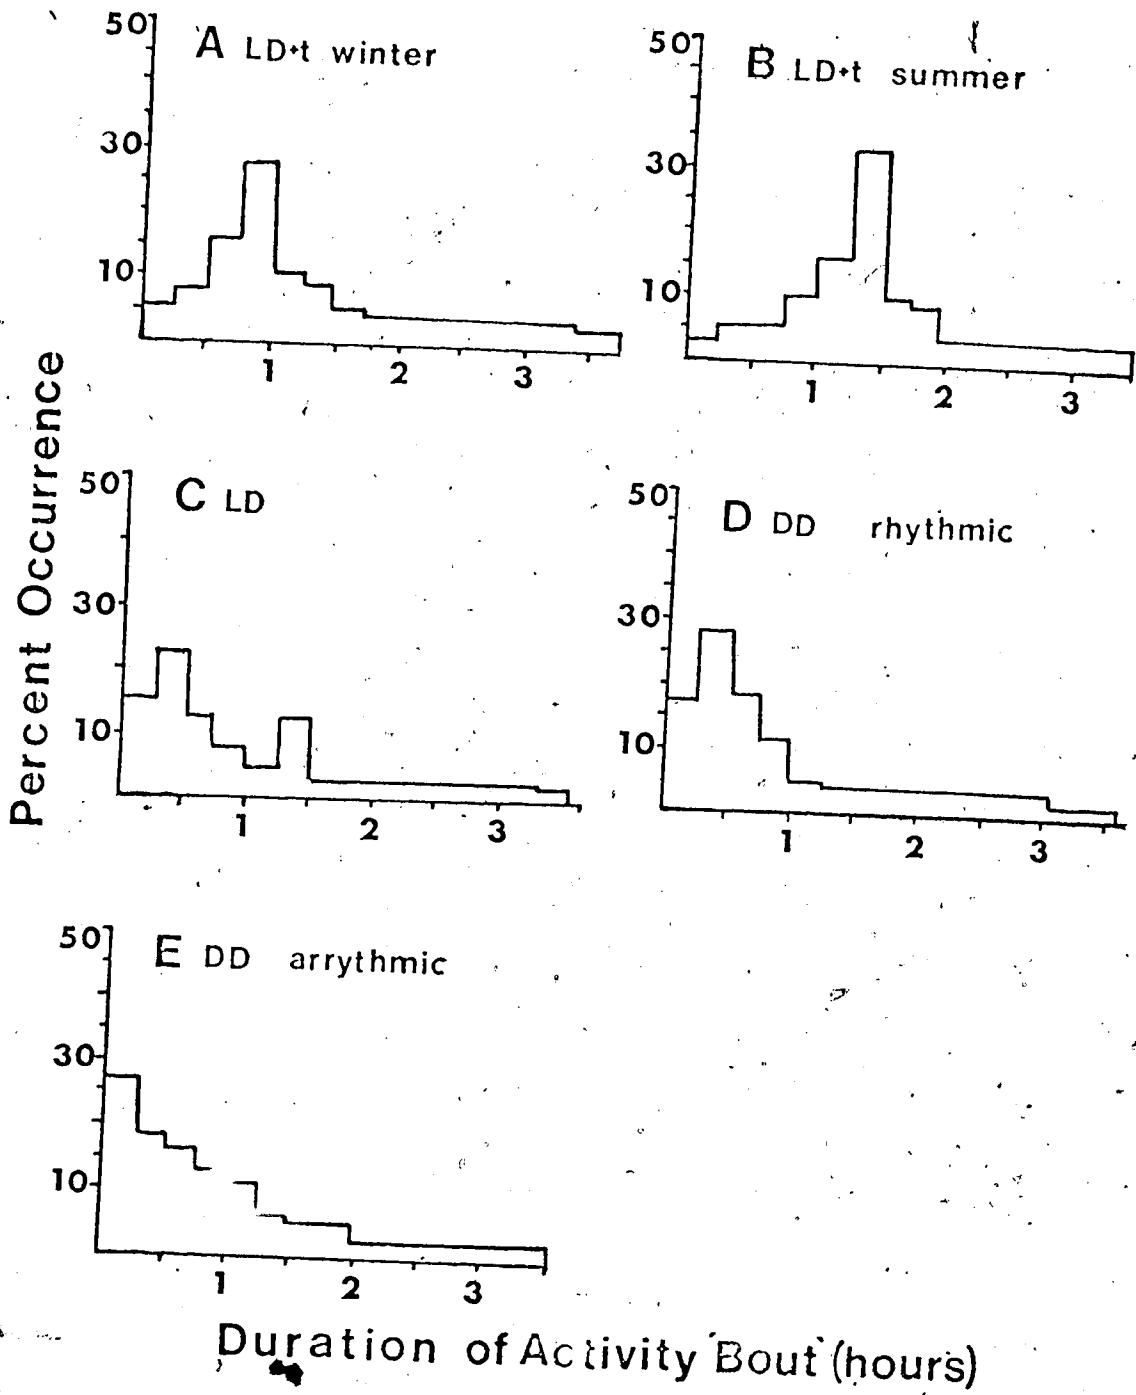 A LD+t winter
50
30
10
1 2 3
B LD+t summer
50
30
10
1 2 3
C LD
50
30
10
1 2 3
D DD rhythmic
50
30
10
1 2 3
E DD arrythmic
50
30
10
1 2 3
Percent Occurrence
Duration of Activity Bout (hours)